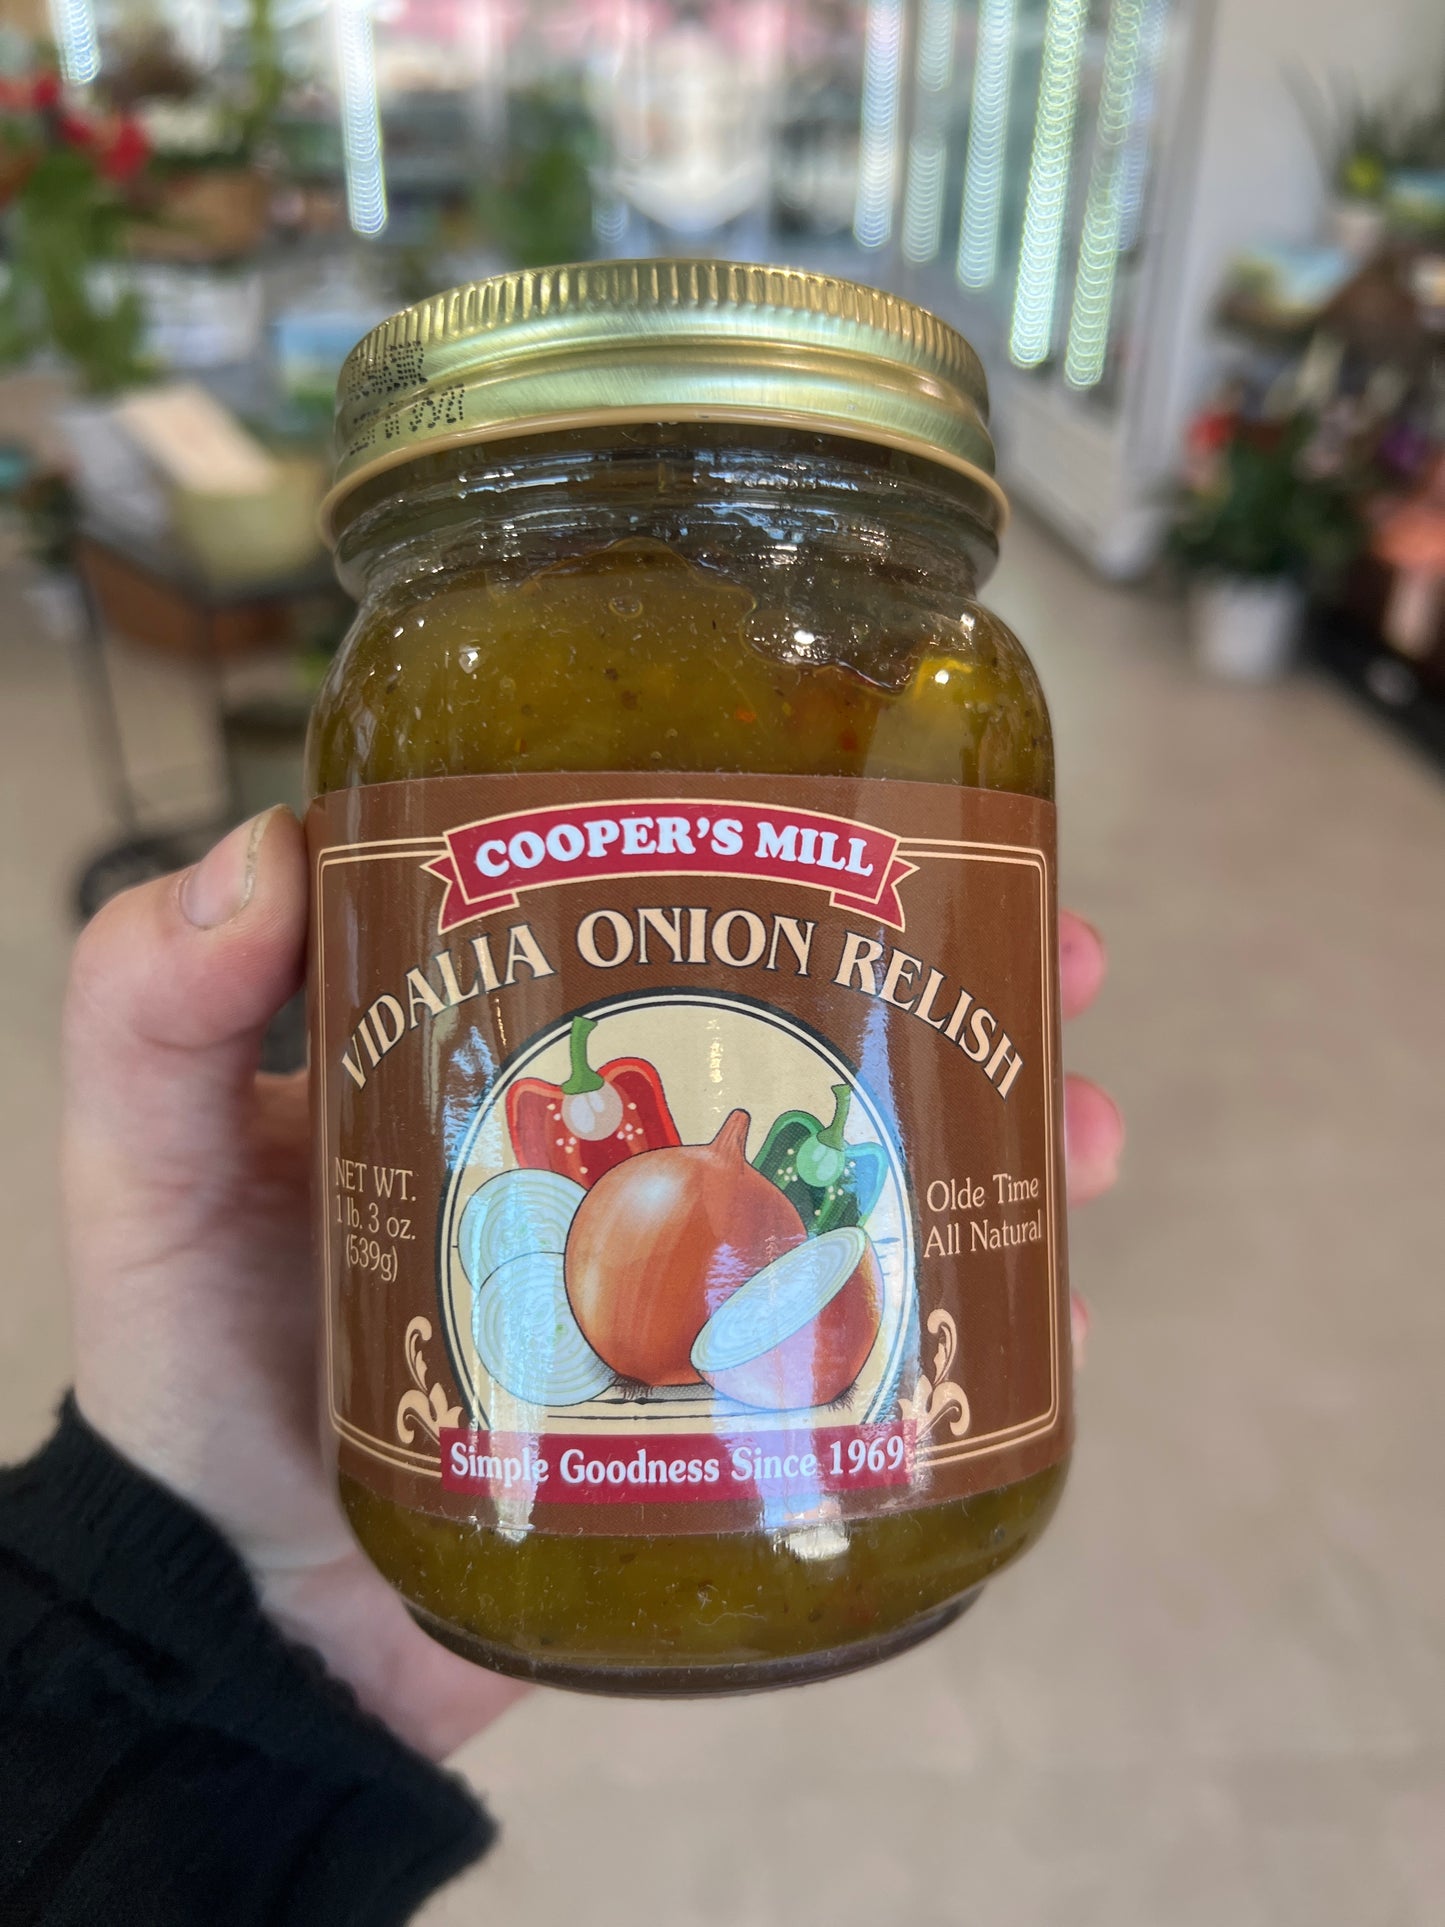 COOPER'S MILL
VIDALIA ONION RELISH
NET WT.
1 lb. 3 oz.
(539g)
Olde Time
All Natural
Simple Goodness Since 1969